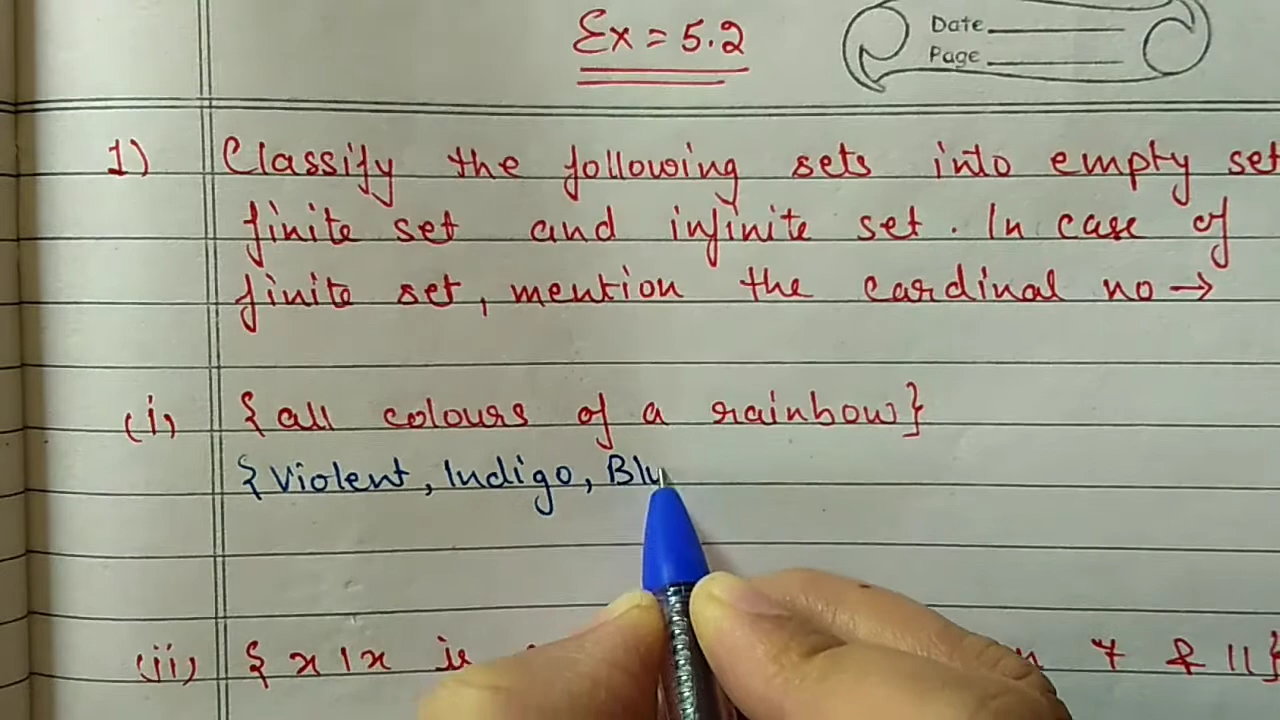 Ex = 5.2
Date
Page
1) Classify the following sets into empty set
finite set and infinite set. In case of
finite set, mention the cardinal no →
(i) {all colours of a rainbow}
{Violent, Indigo, Blu
(ii) {x | x is 7 & 11}